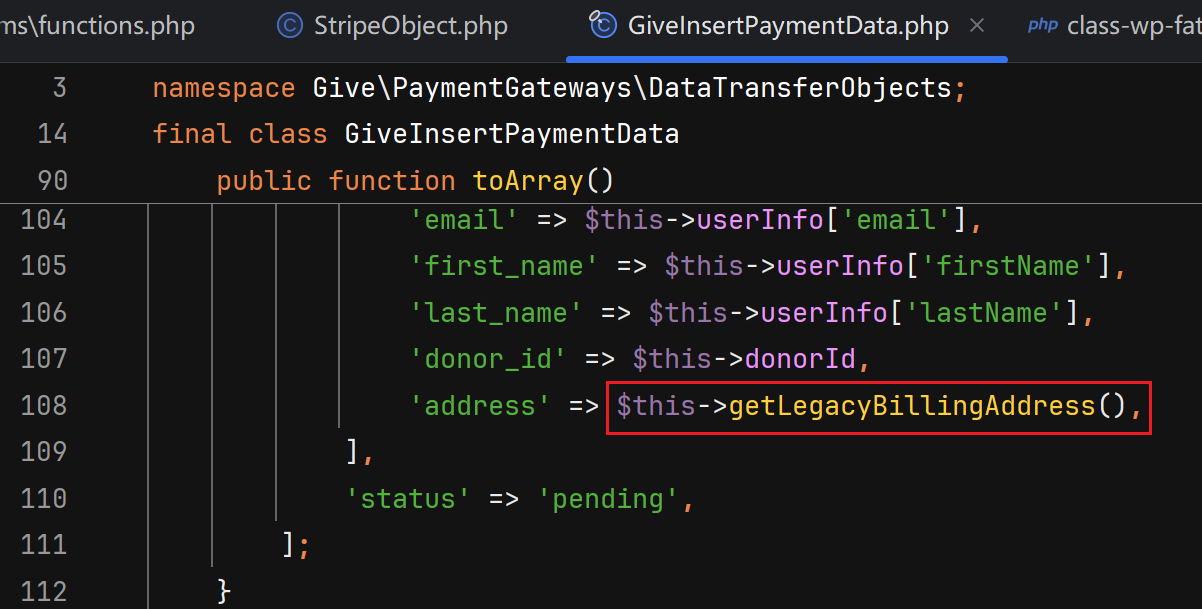 ms\functions.php StripeObject.php GiveInsertPaymentData.php × php class-wp-fat
3 namespace Give\PaymentGateways\DataTransferObjects;
14 final class GiveInsertPaymentData
90 public function toArray()
104 'email' => $this->userInfo['email'],
105 'first_name' => $this->userInfo['firstName'],
106 'last_name' => $this->userInfo['lastName'],
107 'donor_id' => $this->donorId,
108 'address' => $this->getLegacyBillingAddress(),
109 ],
110 'status' => 'pending',
111 ];
112 }